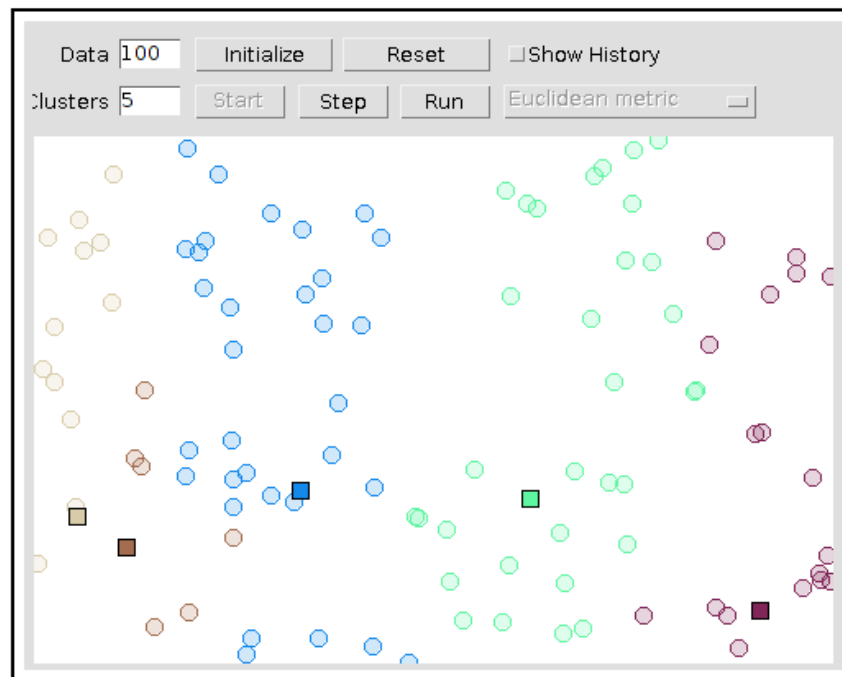 Data 100 Initialize Reset Show History
Clusters 5 Start Step Run Euclidean metric